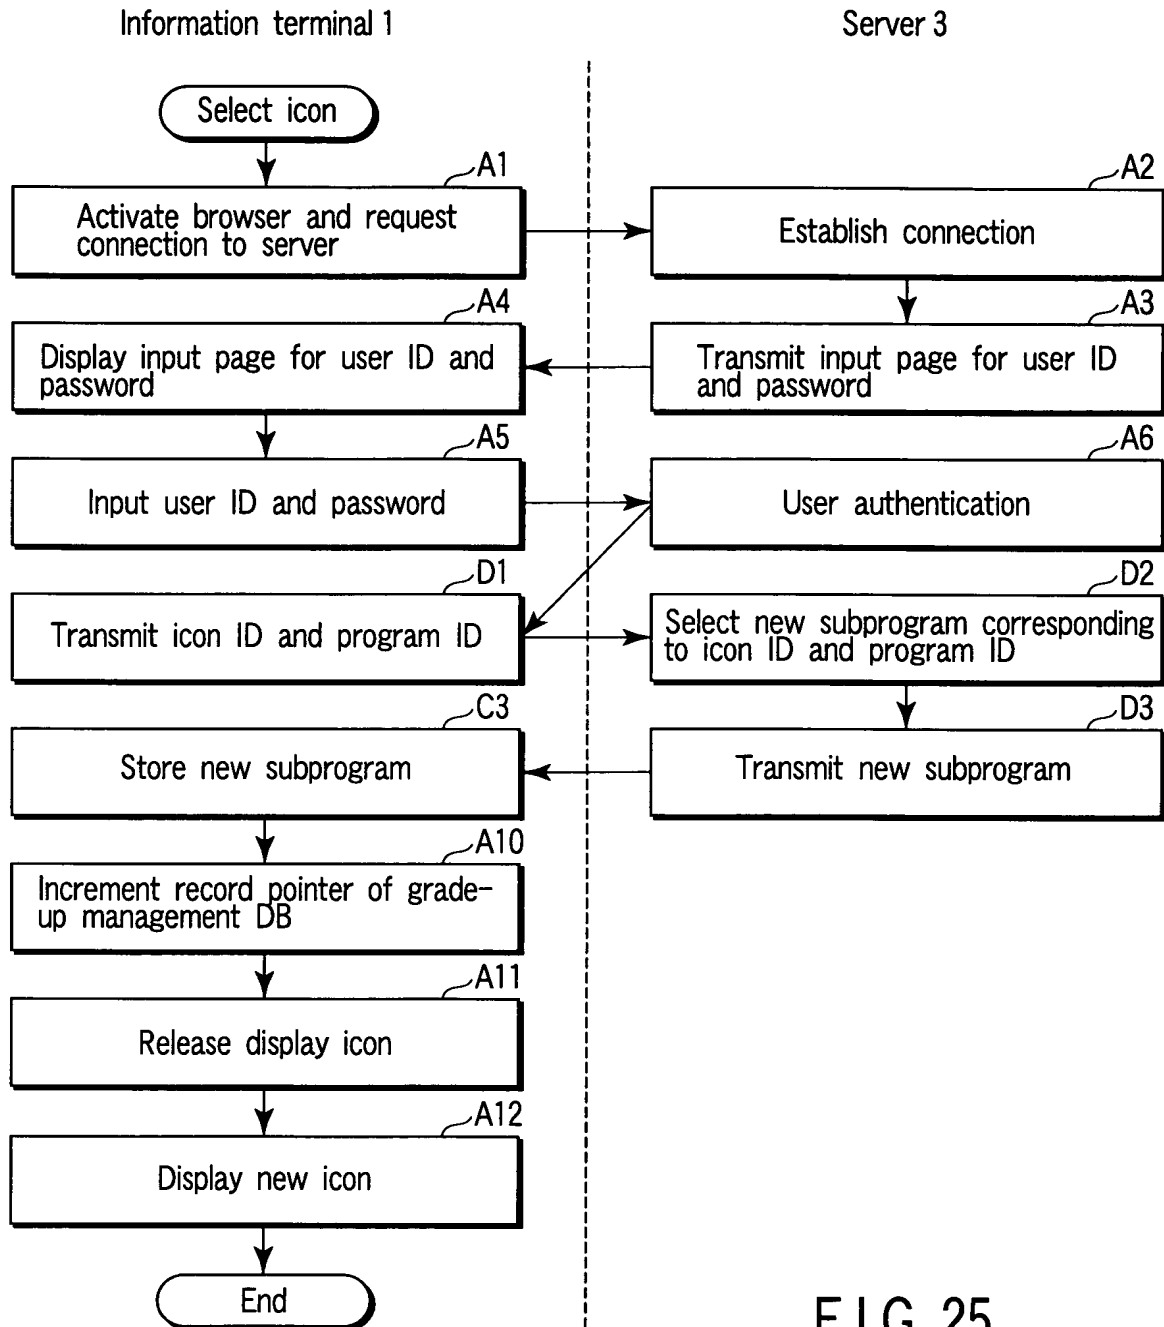 Information terminal 1
Server 3
Select icon
A1
Activate browser and request
connection to server
A2
Establish connection
A3
Transmit input page for user ID
and password
A4
Display input page for user ID and
password
A5
Input user ID and password
A6
User authentication
D1
Transmit icon ID and program ID
D2
Select new subprogram corresponding
to icon ID and program ID
D3
Transmit new subprogram
C3
Store new subprogram
A10
Increment record pointer of grade-
up management DB
A11
Release display icon
A12
Display new icon
End
FIG. 25